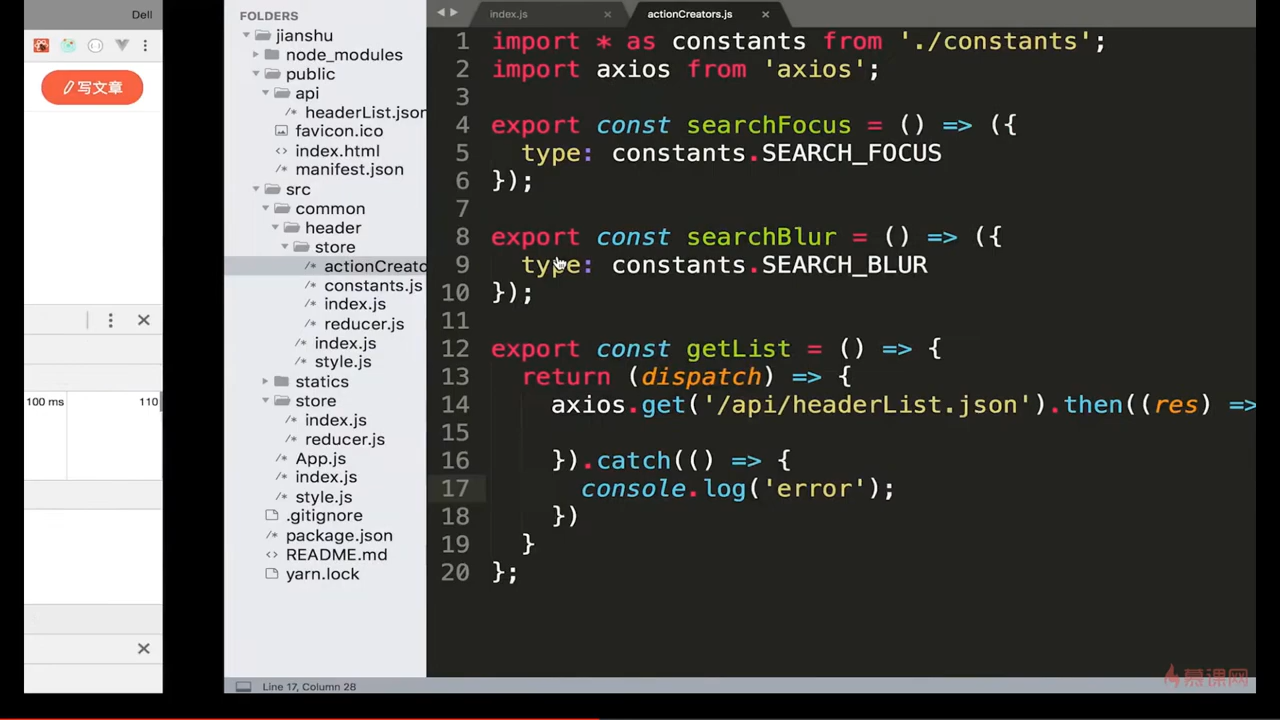 Dell
写文章
100 ms
110
FOLDERS
jianshu
node_modules
public
api
headerList.json
favicon.ico
index.html
manifest.json
src
common
header
store
actionCreato
constants.js
index.js
reducer.js
index.js
style.js
statics
store
index.js
reducer.js
App.js
index.js
style.js
.gitignore
package.json
README.md
yarn.lock
index.js
actionCreators.js
1 import * as constants from './constants';
2 import axios from 'axios';
3
4 export const searchFocus = () => ({
5 type: constants.SEARCH_FOCUS
6 });
7
8 export const searchBlur = () => ({
9 type: constants.SEARCH_BLUR
10 });
11
12 export const getList = () => {
13 return (dispatch) => {
14 axios.get('/api/headerList.json').then((res) =>
15
16 }).catch(() => {
17 console.log('error');
18 })
19 }
20 };
Line 17, Column 28
慕课网